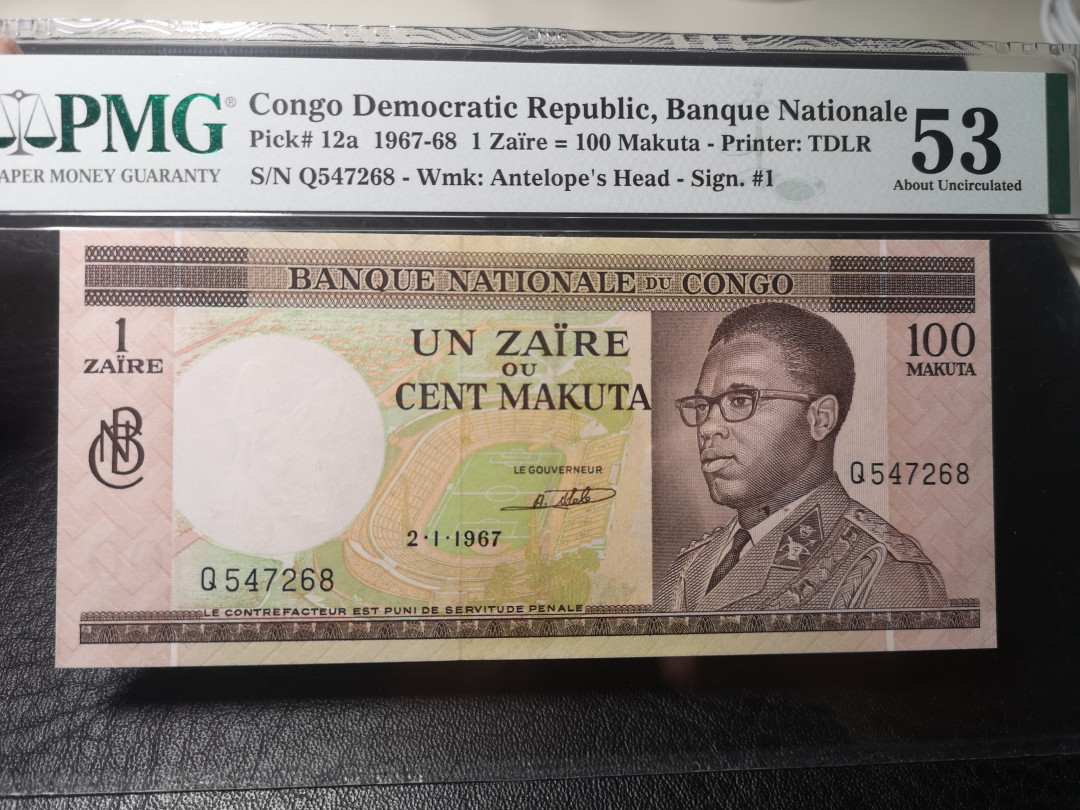 PMG®
APER MONEY GUARANTY
Congo Democratic Republic, Banque Nationale
Pick# 12a 1967-68 1 Zaïre = 100 Makuta - Printer: TDLR
S/N Q547268 - Wmk: Antelope's Head - Sign. #1
53
About Uncirculated
BANQUE NATIONALE DU CONGO
1
ZAÏRE
UN ZAÏRE
OU
CENT MAKUTA
100
MAKUTA
BNC
LE GOUVERNEUR
2·1·1967
Q547268
Q547268
LE CONTREFACTEUR EST PUNI DE SERVITUDE PENALE